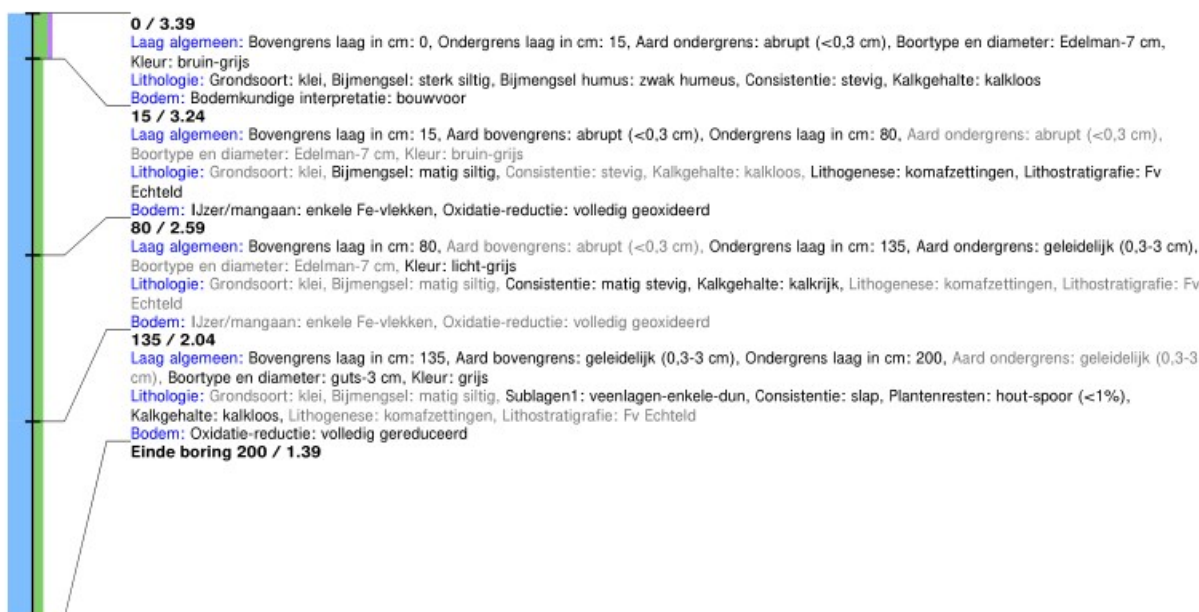 0 / 3.39
Laag algemeen: Bovengrens laag in cm: 0, Ondergrens laag in cm: 15, Aard ondergrens: abrupt (<0,3 cm), Boortype en diameter: Edelman-7 cm,
Kleur: bruin-grijs
Lithologie: Grondsoort: klei, Bijmengsel: sterk siltig, Bijmengsel humus: zwak humeus, Consistentie: stevig, Kalkgehalte: kalkloos
Bodem: Bodemkundige interpretatie: bouwvoor
15 / 3.24
Laag algemeen: Bovengrens laag in cm: 15, Aard bovengrens: abrupt (<0,3 cm), Ondergrens laag in cm: 80, Aard ondergrens: abrupt (<0,3 cm),
Boortype en diameter: Edelman-7 cm, Kleur: bruin-grijs
Lithologie: Grondsoort: klei, Bijmengsel: matig siltig, Consistentie: stevig, Kalkgehalte: kalkloos, Lithogenese: komafzettingen, Lithostratigrafie: Fv
Echteld
Bodem: IJzer/mangaan: enkele Fe-vlekken, Oxidatie-reductie: volledig geoxideerd
80 / 2.59
Laag algemeen: Bovengrens laag in cm: 80, Aard bovengrens: abrupt (<0,3 cm), Ondergrens laag in cm: 135, Aard ondergrens: geleidelijk (0,3-3 cm),
Boortype en diameter: Edelman-7 cm, Kleur: licht-grijs
Lithologie: Grondsoort: klei, Bijmengsel: matig siltig, Consistentie: matig stevig, Kalkgehalte: kalkrijk, Lithogenese: komafzettingen, Lithostratigrafie: Fv
Echteld
Bodem: IJzer/mangaan: enkele Fe-vlekken, Oxidatie-reductie: volledig geoxideerd
135 / 2.04
Laag algemeen: Bovengrens laag in cm: 135, Aard bovengrens: geleidelijk (0,3-3 cm), Ondergrens laag in cm: 200, Aard ondergrens: geleidelijk (0,3-3
cm), Boortype en diameter: guts-3 cm, Kleur: grijs
Lithologie: Grondsoort: klei, Bijmengsel: matig siltig, Sublagen1: veenlagen-enkele-dun, Consistentie: slap, Plantenresten: hout-spoor (<1%),
Kalkgehalte: kalkloos, Lithogenese: komafzettingen, Lithostratigrafie: Fv Echteld
Bodem: Oxidatie-reductie: volledig gereduceerd
Einde boring 200 / 1.39